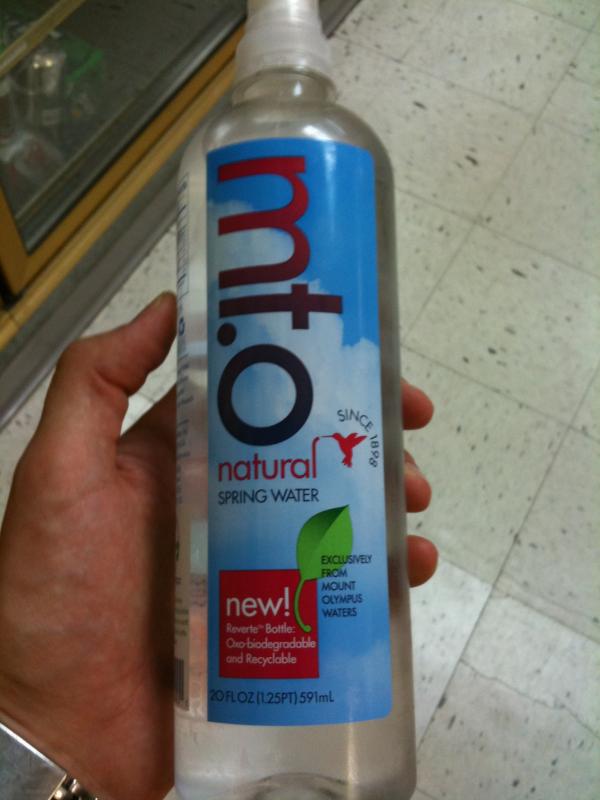 mt.o
SINCE 1898
natural
SPRING WATER
EXCLUSIVELY
FROM
MOUNT
OLYMPUS
WATERS
new!
Reverte™ Bottle:
Oxo-biodegradable
and Recyclable
20 FL OZ (1.25PT) 591mL